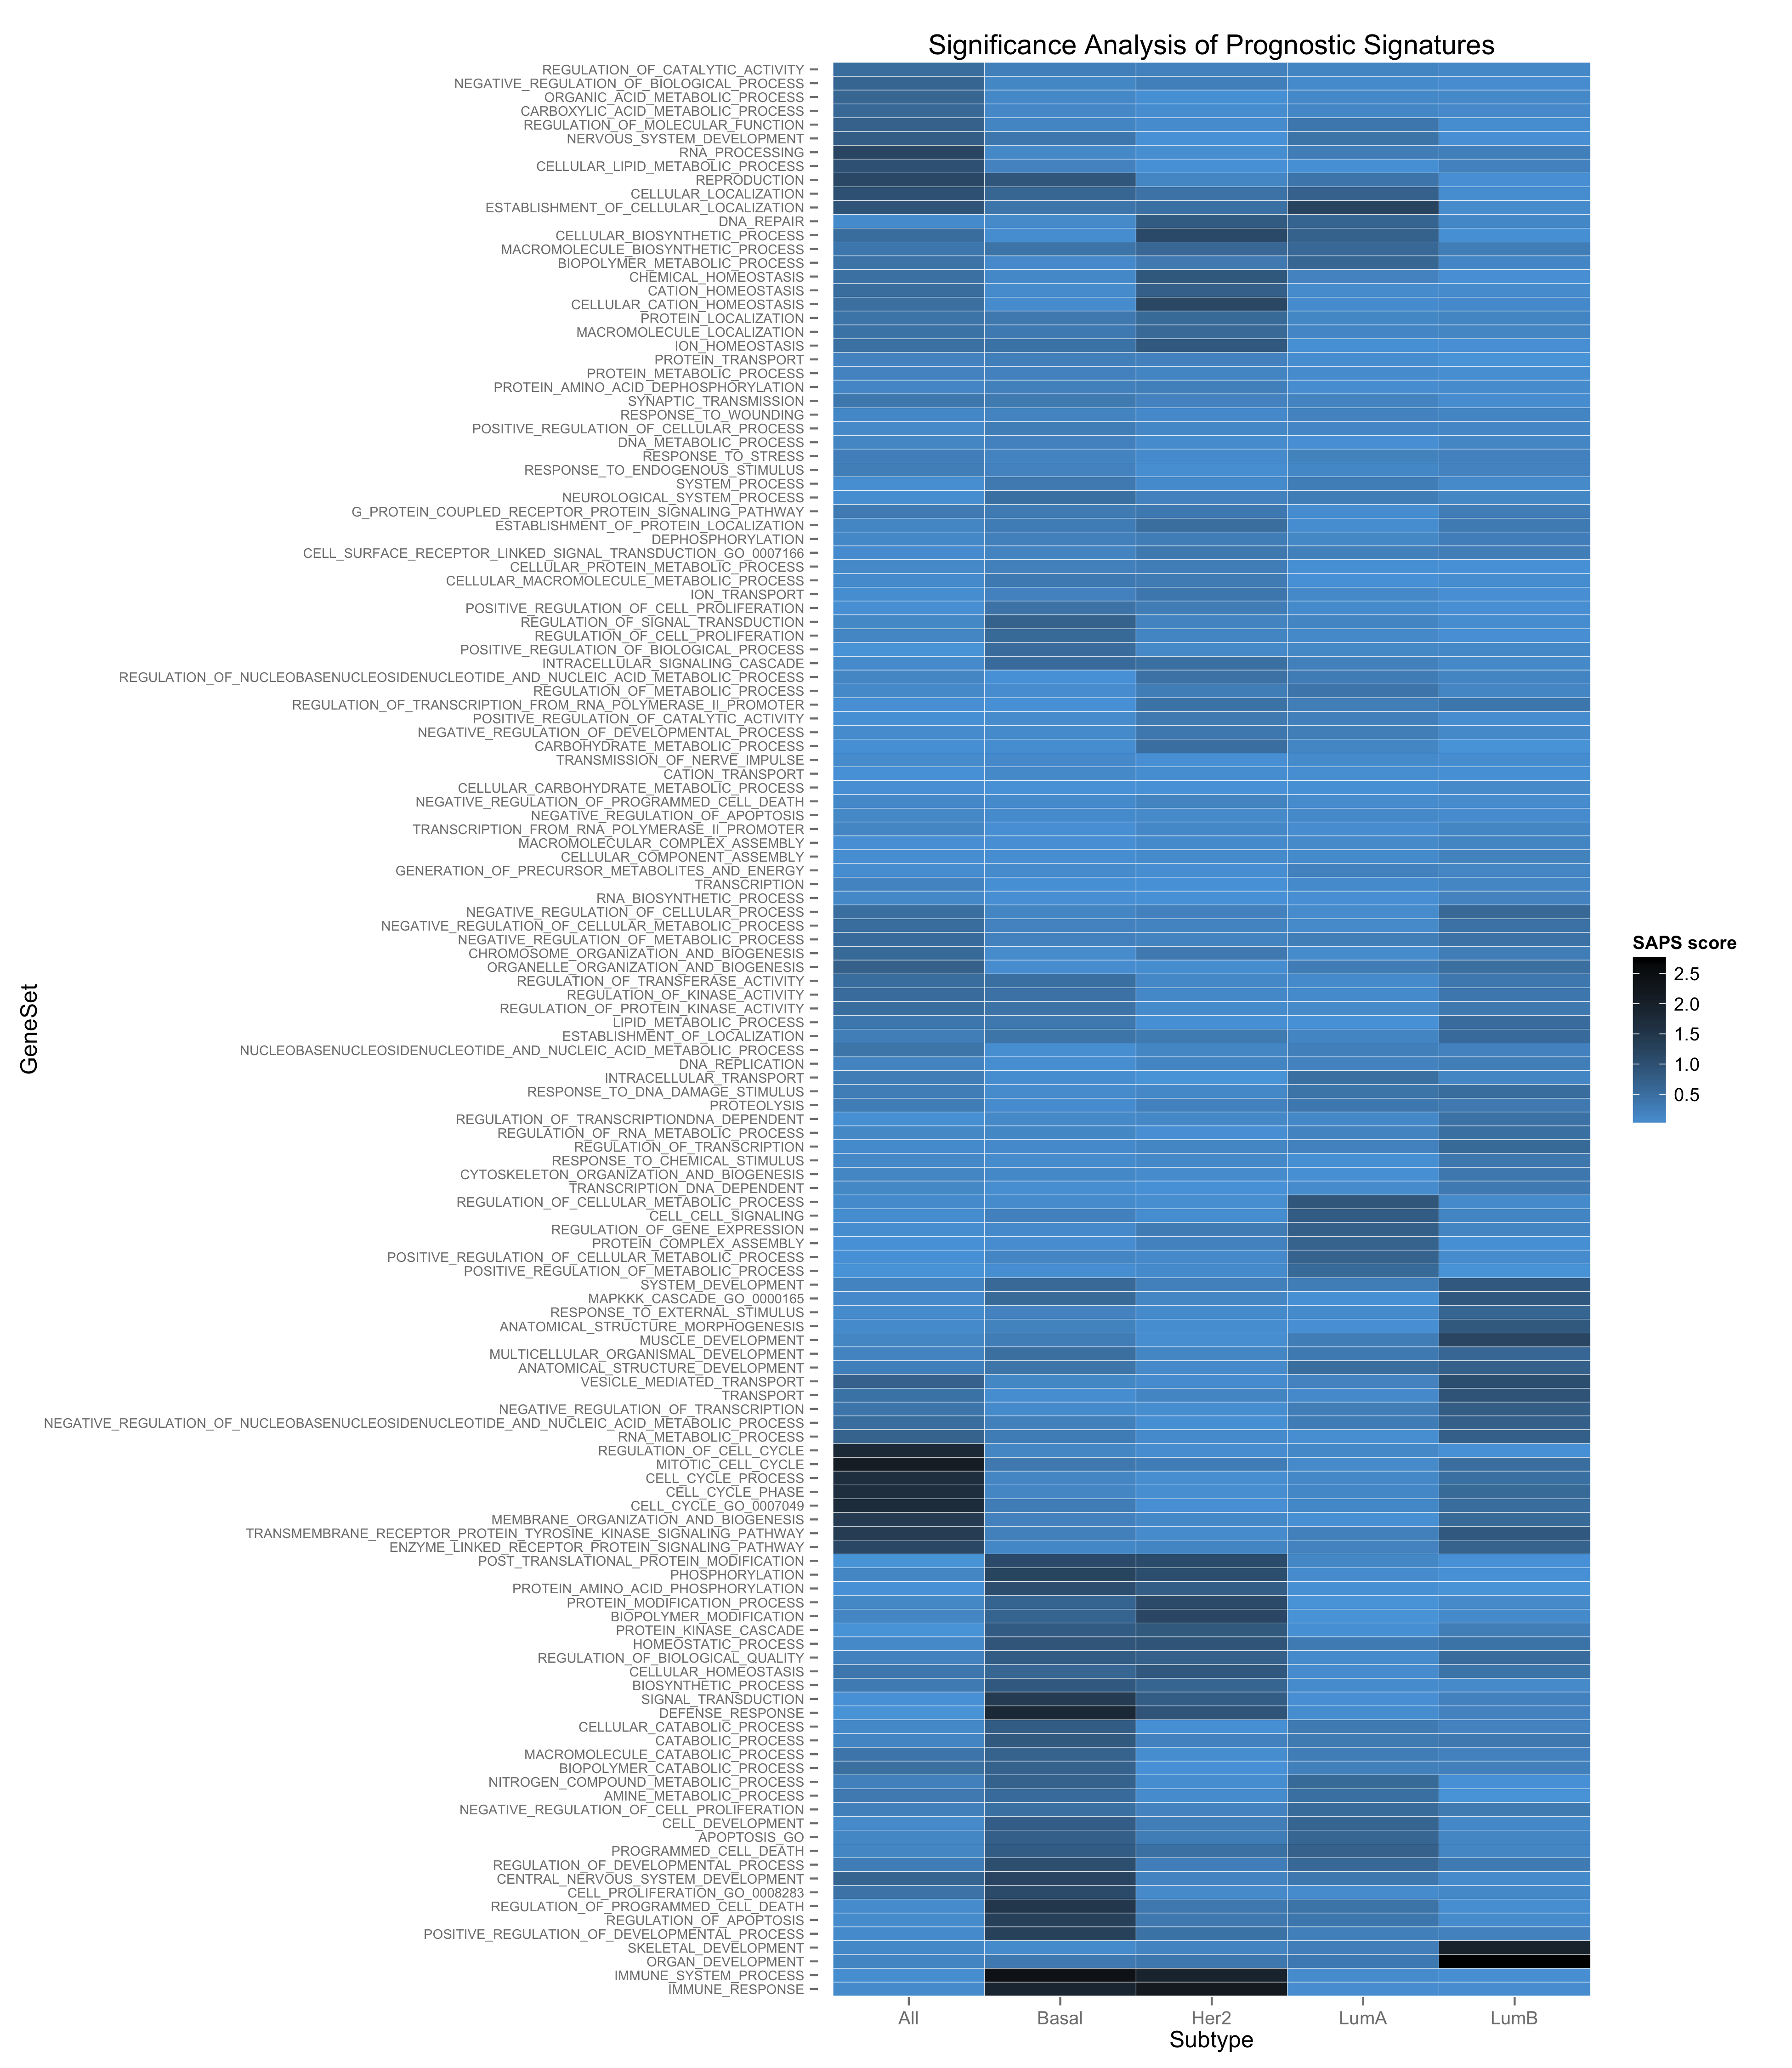 Significance Analysis of Prognostic Signatures
REGULATION_OF_CATALYTIC_ACTIVITY
NEGATIVE_REGULATION_OF_BIOLOGICAL_PROCESS
ORGANIC_ACID_METABOLIC_PROCESS
CARBOXYLIC_ACID_METABOLIC_PROCESS
REGULATION_OF_MOLECULAR_FUNCTION
NERVOUS_SYSTEM_DEVELOPMENT
RNA_PROCESSING
CELLULAR_LIPID_METABOLIC_PROCESS
REPRODUCTION
CELLULAR_LOCALIZATION
ESTABLISHMENT_OF_CELLULAR_LOCALIZATION
DNA_REPAIR
CELLULAR_BIOSYNTHETIC_PROCESS
MACROMOLECULE_BIOSYNTHETIC_PROCESS
BIOPOLYMER_METABOLIC_PROCESS
CHEMICAL_HOMEOSTASIS
CATION_HOMEOSTASIS
CELLULAR_CATION_HOMEOSTASIS
PROTEIN_LOCALIZATION
MACROMOLECULE_LOCALIZATION
ION_HOMEOSTASIS
PROTEIN_TRANSPORT
PROTEIN_METABOLIC_PROCESS
PROTEIN_AMINO_ACID_DEPHOSPHORYLATION
SYNAPTIC_TRANSMISSION
RESPONSE_TO_WOUNDING
POSITIVE_REGULATION_OF_CELLULAR_PROCESS
DNA_METABOLIC_PROCESS
RESPONSE_TO_STRESS
RESPONSE_TO_ENDOGENOUS_STIMULUS
SYSTEM_PROCESS
NEUROLOGICAL_SYSTEM_PROCESS
G_PROTEIN_COUPLED_RECEPTOR_PROTEIN_SIGNALING_PATHWAY
ESTABLISHMENT_OF_PROTEIN_LOCALIZATION
DEPHOSPHORYLATION
CELL_SURFACE_RECEPTOR_LINKED_SIGNAL_TRANSDUCTION_GO_0007166
CELLULAR_PROTEIN_METABOLIC_PROCESS
CELLULAR_MACROMOLECULE_METABOLIC_PROCESS
ION_TRANSPORT
POSITIVE_REGULATION_OF_CELL_PROLIFERATION
REGULATION_OF_SIGNAL_TRANSDUCTION
REGULATION_OF_CELL_PROLIFERATION
POSITIVE_REGULATION_OF_BIOLOGICAL_PROCESS
INTRACELLULAR_SIGNALING_CASCADE
REGULATION_OF_NUCLEOBASENUCLEOSIDENUCLEOTIDE_AND_NUCLEIC_ACID_METABOLIC_PROCESS
REGULATION_OF_METABOLIC_PROCESS
REGULATION_OF_TRANSCRIPTION_FROM_RNA_POLYMERASE_II_PROMOTER
POSITIVE_REGULATION_OF_CATALYTIC_ACTIVITY
NEGATIVE_REGULATION_OF_DEVELOPMENTAL_PROCESS
CARBOHYDRATE_METABOLIC_PROCESS
TRANSMISSION_OF_NERVE_IMPULSE
CATION_TRANSPORT
CELLULAR_CARBOHYDRATE_METABOLIC_PROCESS
NEGATIVE_REGULATION_OF_PROGRAMMED_CELL_DEATH
NEGATIVE_REGULATION_OF_APOPTOSIS
TRANSCRIPTION_FROM_RNA_POLYMERASE_II_PROMOTER
MACROMOLECULAR_COMPLEX_ASSEMBLY
CELLULAR_COMPONENT_ASSEMBLY
GENERATION_OF_PRECURSOR_METABOLITES_AND_ENERGY
TRANSCRIPTION
RNA_BIOSYNTHETIC_PROCESS
NEGATIVE_REGULATION_OF_CELLULAR_PROCESS
NEGATIVE_REGULATION_OF_CELLULAR_METABOLIC_PROCESS
NEGATIVE_REGULATION_OF_METABOLIC_PROCESS
CHROMOSOME_ORGANIZATION_AND_BIOGENESIS
ORGANELLE_ORGANIZATION_AND_BIOGENESIS
REGULATION_OF_TRANSFERASE_ACTIVITY
REGULATION_OF_KINASE_ACTIVITY
REGULATION_OF_PROTEIN_KINASE_ACTIVITY
LIPID_METABOLIC_PROCESS
ESTABLISHMENT_OF_LOCALIZATION
NUCLEOBASENUCLEOSIDENUCLEOTIDE_AND_NUCLEIC_ACID_METABOLIC_PROCESS
DNA_REPLICATION
INTRACELLULAR_TRANSPORT
RESPONSE_TO_DNA_DAMAGE_STIMULUS
PROTEOLYSIS
REGULATION_OF_TRANSCRIPTIONDNA_DEPENDENT
REGULATION_OF_RNA_METABOLIC_PROCESS
REGULATION_OF_TRANSCRIPTION
RESPONSE_TO_CHEMICAL_STIMULUS
CYTOSKELETON_ORGANIZATION_AND_BIOGENESIS
TRANSCRIPTION_DNA_DEPENDENT
REGULATION_OF_CELLULAR_METABOLIC_PROCESS
CELL_CELL_SIGNALING
REGULATION_OF_GENE_EXPRESSION
PROTEIN_COMPLEX_ASSEMBLY
POSITIVE_REGULATION_OF_CELLULAR_METABOLIC_PROCESS
POSITIVE_REGULATION_OF_METABOLIC_PROCESS
SYSTEM_DEVELOPMENT
MAPKKK_CASCADE_GO_0000165
RESPONSE_TO_EXTERNAL_STIMULUS
ANATOMICAL_STRUCTURE_MORPHOGENESIS
MUSCLE_DEVELOPMENT
MULTICELLULAR_ORGANISMAL_DEVELOPMENT
ANATOMICAL_STRUCTURE_DEVELOPMENT
VESICLE_MEDIATED_TRANSPORT
TRANSPORT
NEGATIVE_REGULATION_OF_TRANSCRIPTION
NEGATIVE_REGULATION_OF_NUCLEOBASENUCLEOSIDENUCLEOTIDE_AND_NUCLEIC_ACID_METABOLIC_PROCESS
RNA_METABOLIC_PROCESS
REGULATION_OF_CELL_CYCLE
MITOTIC_CELL_CYCLE
CELL_CYCLE_PROCESS
CELL_CYCLE_PHASE
CELL_CYCLE_GO_0007049
MEMBRANE_ORGANIZATION_AND_BIOGENESIS
TRANSMEMBRANE_RECEPTOR_PROTEIN_TYROSINE_KINASE_SIGNALING_PATHWAY
ENZYME_LINKED_RECEPTOR_PROTEIN_SIGNALING_PATHWAY
POST_TRANSLATIONAL_PROTEIN_MODIFICATION
PHOSPHORYLATION
PROTEIN_AMINO_ACID_PHOSPHORYLATION
PROTEIN_MODIFICATION_PROCESS
BIOPOLYMER_MODIFICATION
PROTEIN_KINASE_CASCADE
HOMEOSTATIC_PROCESS
REGULATION_OF_BIOLOGICAL_QUALITY
CELLULAR_HOMEOSTASIS
BIOSYNTHETIC_PROCESS
SIGNAL_TRANSDUCTION
DEFENSE_RESPONSE
CELLULAR_CATABOLIC_PROCESS
CATABOLIC_PROCESS
MACROMOLECULE_CATABOLIC_PROCESS
BIOPOLYMER_CATABOLIC_PROCESS
NITROGEN_COMPOUND_METABOLIC_PROCESS
AMINE_METABOLIC_PROCESS
NEGATIVE_REGULATION_OF_CELL_PROLIFERATION
CELL_DEVELOPMENT
APOPTOSIS_GO
PROGRAMMED_CELL_DEATH
REGULATION_OF_DEVELOPMENTAL_PROCESS
CENTRAL_NERVOUS_SYSTEM_DEVELOPMENT
CELL_PROLIFERATION_GO_0008283
REGULATION_OF_PROGRAMMED_CELL_DEATH
REGULATION_OF_APOPTOSIS
POSITIVE_REGULATION_OF_DEVELOPMENTAL_PROCESS
SKELETAL_DEVELOPMENT
ORGAN_DEVELOPMENT
IMMUNE_SYSTEM_PROCESS
IMMUNE_RESPONSE
GeneSet
All Basal Her2 LumA LumB
Subtype
SAPS score
2.5
2.0
1.5
1.0
0.5